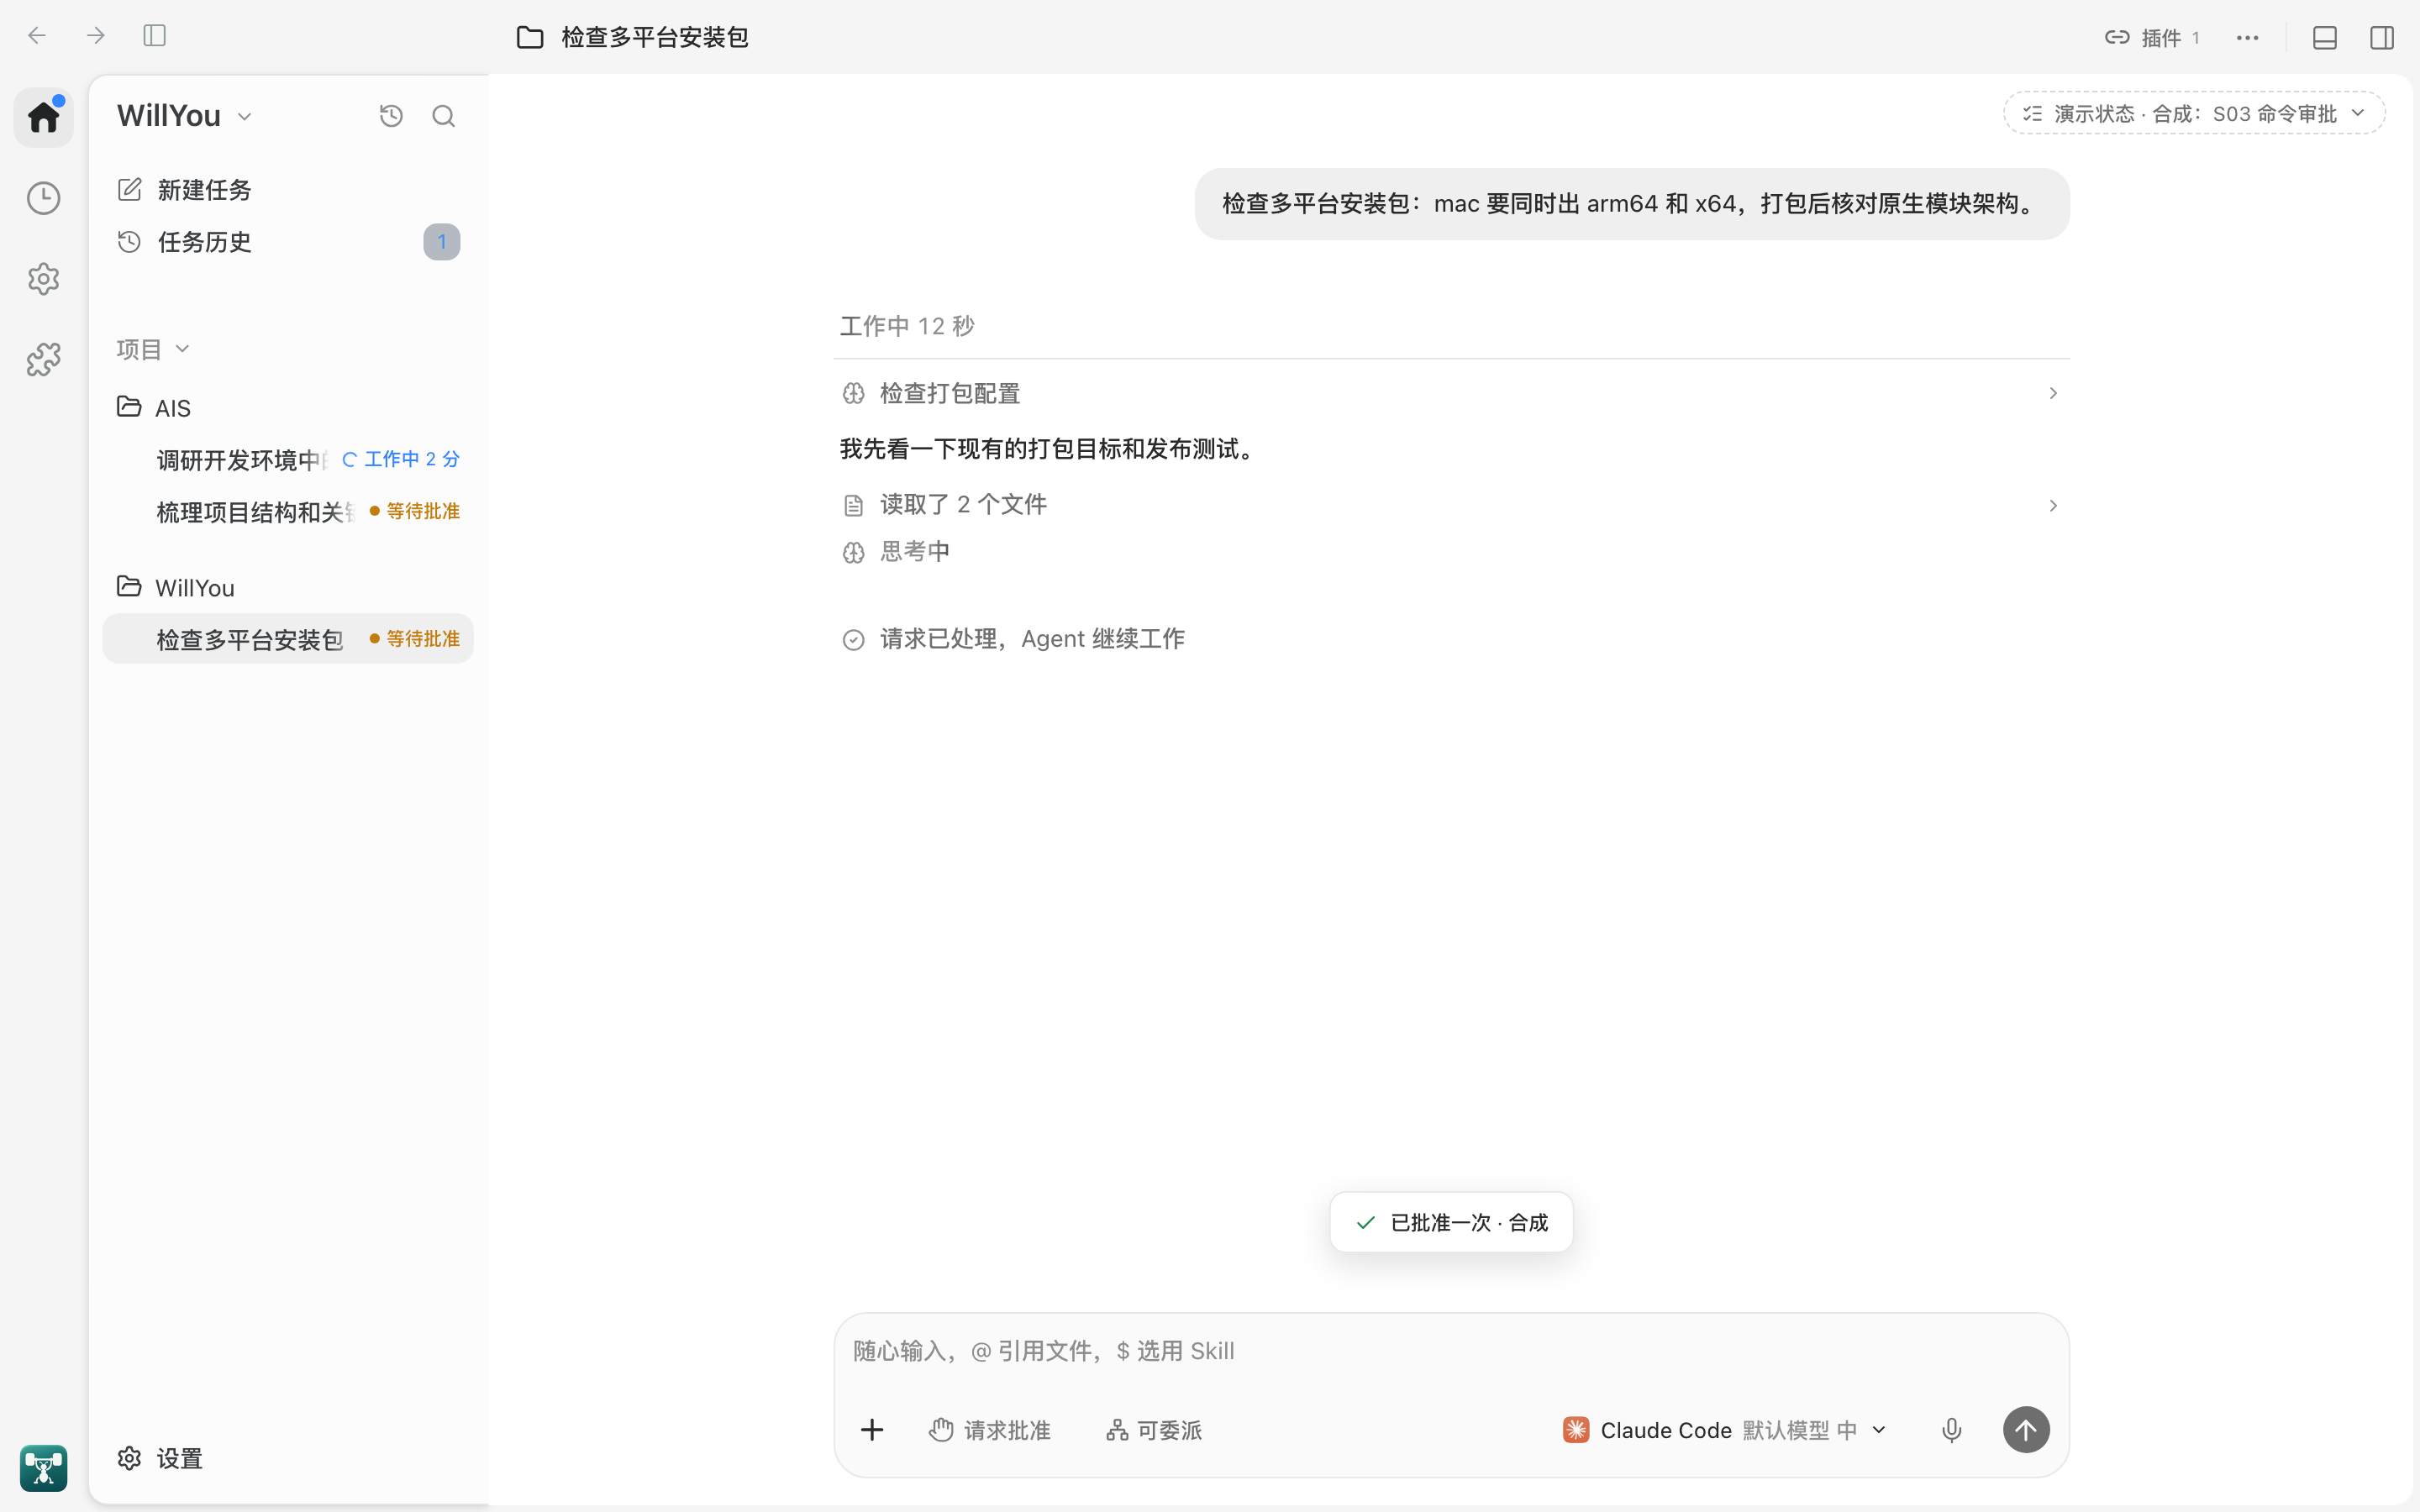 检查多平台安装包
插件 1
WillYou
演示状态 · 合成：S03 命令审批
新建任务
任务历史 1
项目
AIS
调研开发环境中 工作中 2 分
梳理项目结构和关 等待批准
WillYou
检查多平台安装包 等待批准
设置
检查多平台安装包：mac 要同时出 arm64 和 x64，打包后核对原生模块架构。
工作中 12 秒
检查打包配置
我先看一下现有的打包目标和发布测试。
读取了 2 个文件
思考中
请求已处理，Agent 继续工作
已批准一次 · 合成
随心输入，@ 引用文件，$ 选用 Skill
请求批准 可委派 Claude Code 默认模型 中